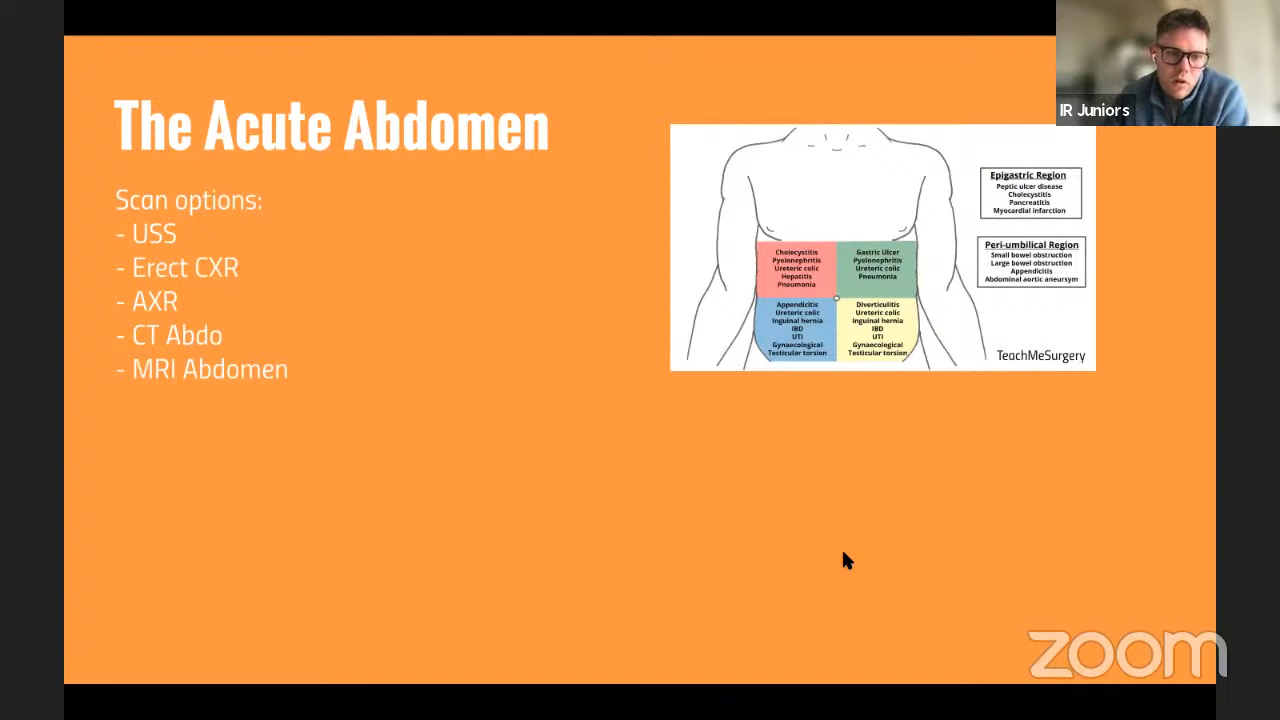 IR Juniors
The Acute Abdomen
Scan options:
- USS
- Erect CXR
- AXR
- CT Abdo
- MRI Abdomen
Epigastric Region
Peptic ulcer disease
Cholecystitis
Pancreatitis
Myocardial infarction
Peri-umbilical Region
Small bowel obstruction
Large bowel obstruction
Appendicitis
Abdominal aortic aneursym
Cholecystitis
Pyelonephritis
Ureteric colic
Hepatitis
Pneumonia
Gastric Ulcer
Pyelonephritis
Ureteric colic
Pneumonia
Appendicitis
Ureteric colic
Inguinal hernia
IBD
UTI
Gynaecological
Testicular torsion
Diverticulitis
Ureteric colic
Inguinal hernia
IBD
UTI
Gynaecological
Testicular torsion
TeachMeSurgery
zoom